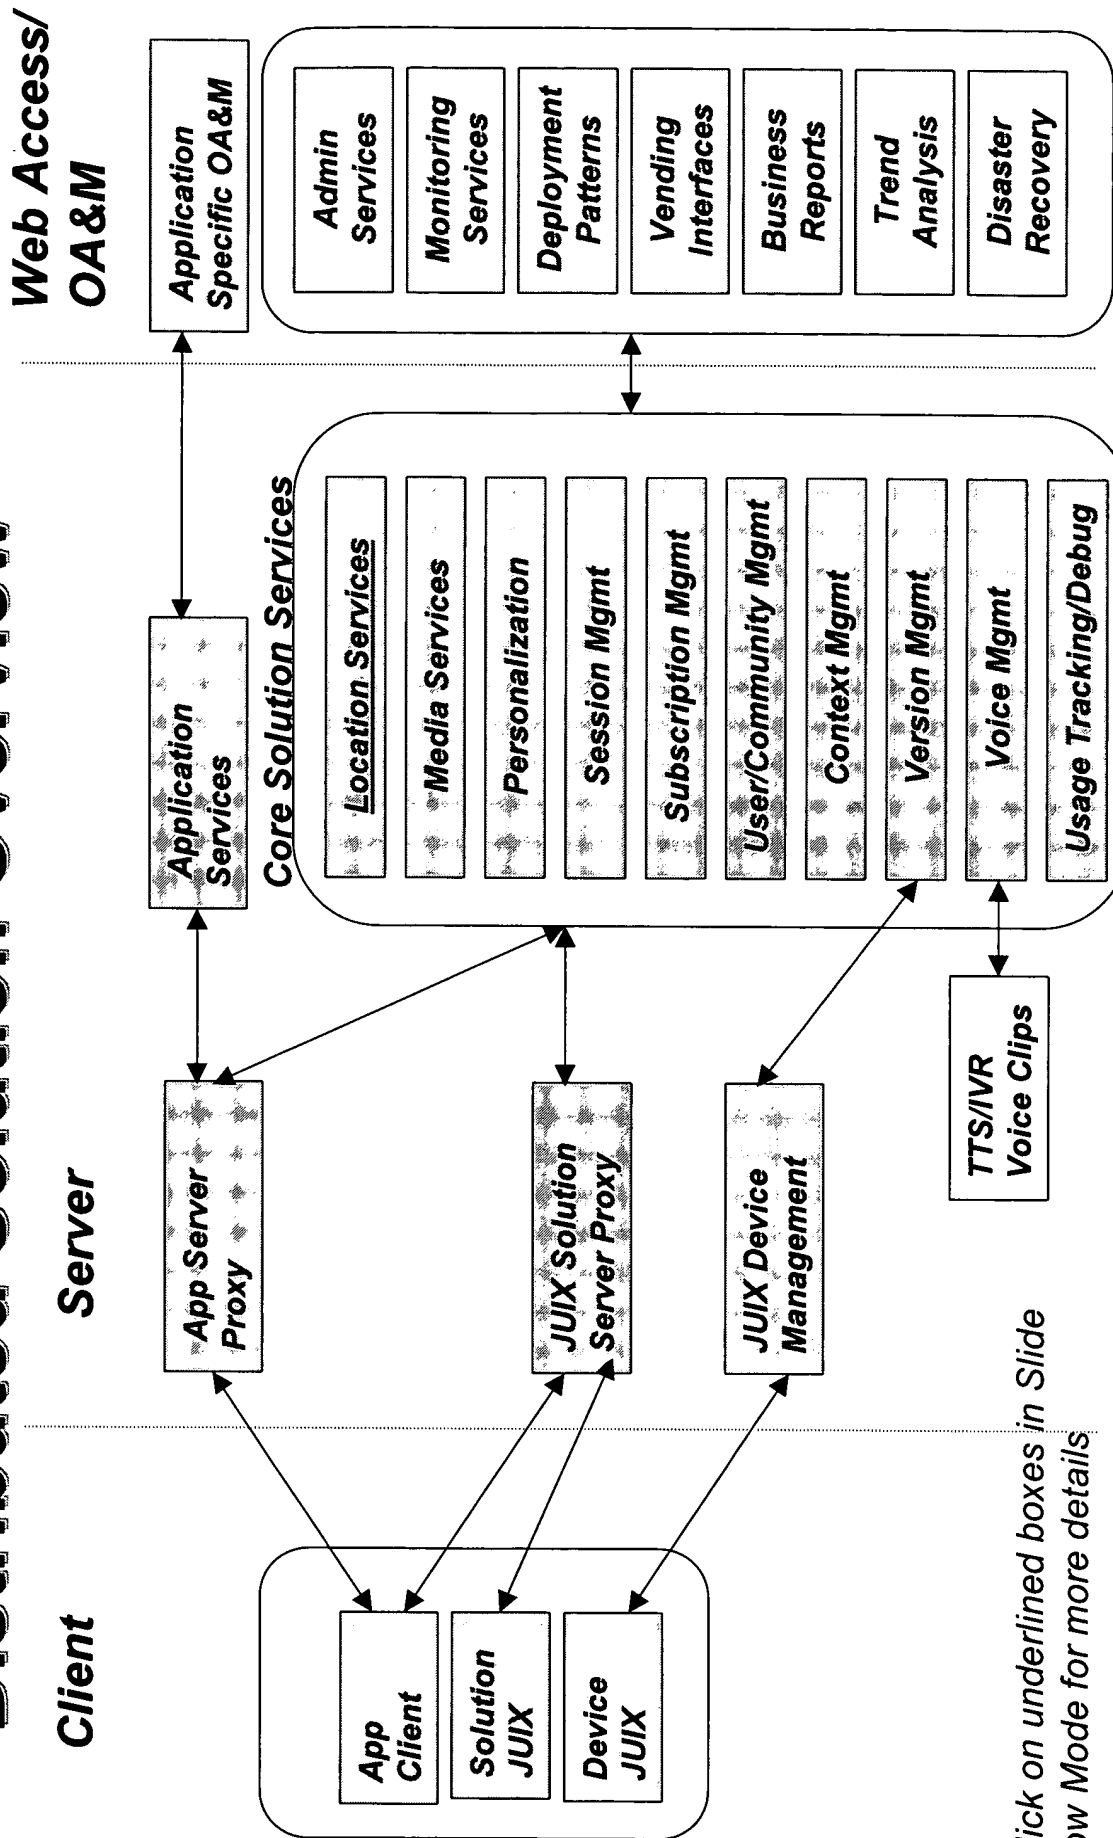 Client
Server
Web Access/
OA&M
App
Client
Solution
JUIX
Device
JUIX
App Server
Proxy
JUIX Solution
Server Proxy
JUIX Device
Management
TTS/IVR
Voice Clips
Application
Services
Core Solution Services
Location Services
Media Services
Personalization
Session Mgmt
Subscription Mgmt
User/Community Mgmt
Context Mgmt
Version Mgmt
Voice Mgmt
Usage Tracking/Debug
Application
Specific OA&M
Admin
Services
Monitoring
Services
Deployment
Patterns
Vending
Interfaces
Business
Reports
Trend
Analysis
Disaster
Recovery
on underlined boxes in Slide
Mode for more details